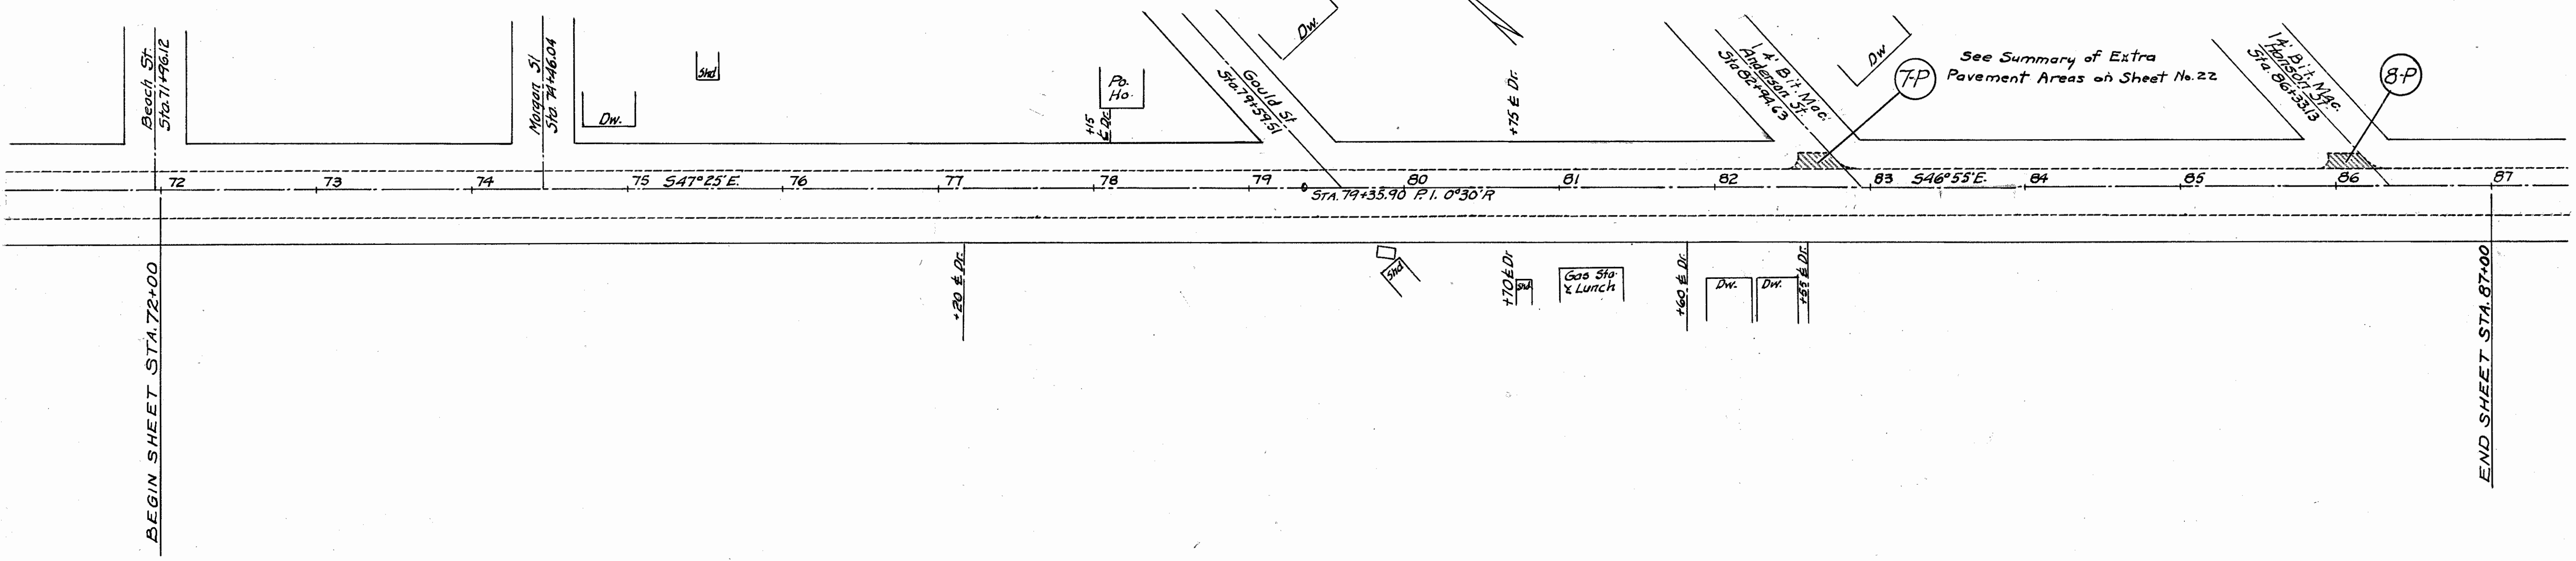 Beach St.
Sta. 71+96.12
Morgan St
Sta. 74+46.04
Shd
Dw.
Po.
Ho.
+15
℄ Dr.
Gould St
Sta. 79+59.51
Dw.
+75 ℄ Dr.
14' Bit. Mac.
Anderson St.
Sta 82+94.63
Dw
7-P
See Summary of Extra
Pavement Areas on Sheet No. 22
14' Bit. Mac.
Hanson St.
Sta. 86+33.13
8-P
72 73 74 75 S47°25'E. 76 77 78 79 80 81 82 83 S46°55'E. 84 85 86 87
STA. 79+35.90 P.I. 0°30'R
BEGIN SHEET STA. 72+00
+20 ℄ Dr.
Shd
+70 ℄ Dr
Shd
Gas Sta.
& Lunch
+60 ℄ Dr.
Dw.
Dw.
+55 ℄ Dr.
END SHEET STA. 87+00